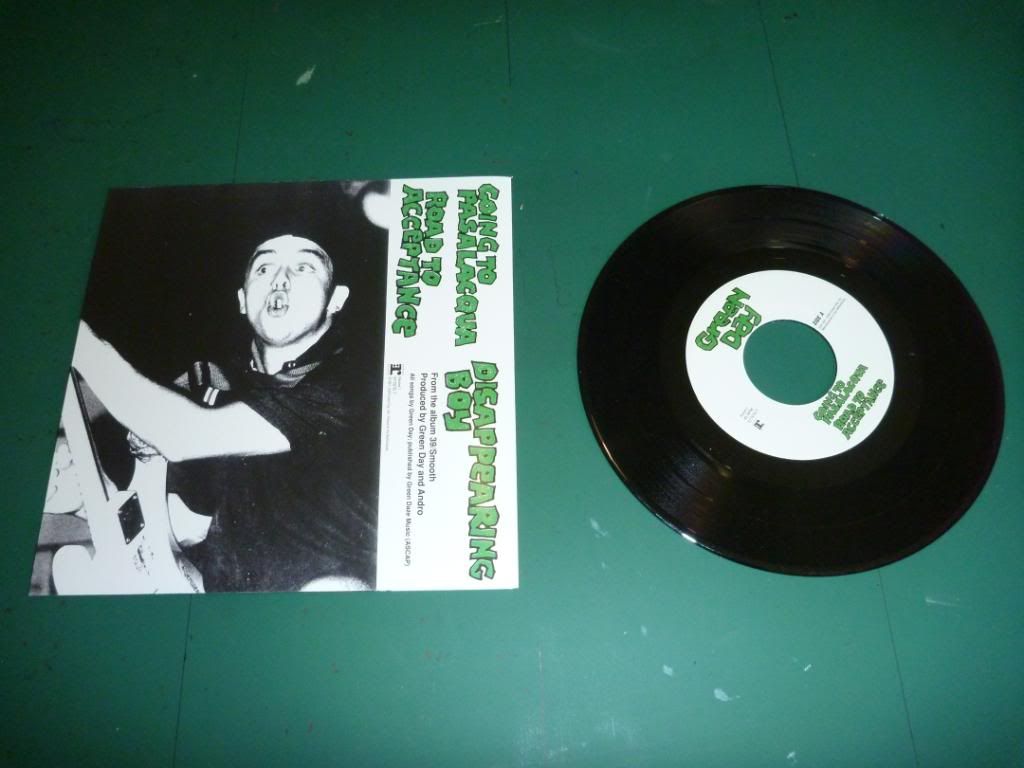 GOING TO
PASALACQUA
ROAD TO
ACCEPTANCE
DISAPPEARING
BOY
From the album 39/Smooth
Produced by Green Day and Andro
All songs by Green Day; published by Green Daze Music (ASCAP)
GREEN
DAY
SIDE A
GOING TO
PASALACQUA
ROAD TO
ACCEPTANCE